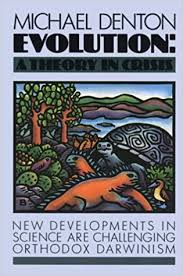 MICHAEL DENTON
EVOLUTION:
A THEORY IN CRISIS
NEW DEVELOPMENTS IN
SCIENCE ARE CHALLENGING
ORTHODOX DARWINISM